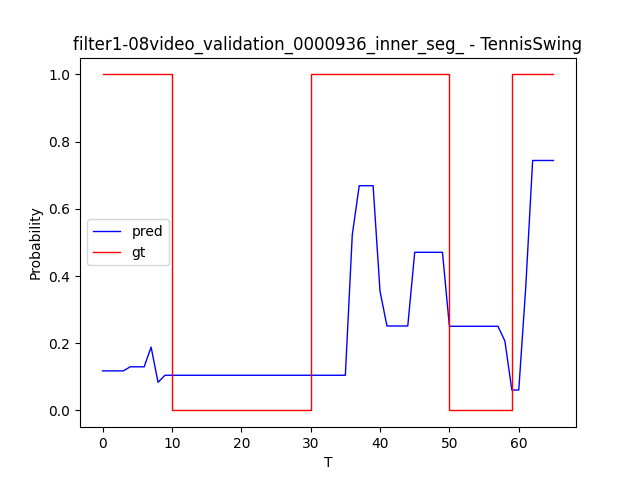 filter1-08video_validation_0000936_inner_seg_ - TennisSwing
1.0
0.8
0.6
0.4
0.2
0.0
Probability
pred
gt
0 10 20 30 40 50 60
T